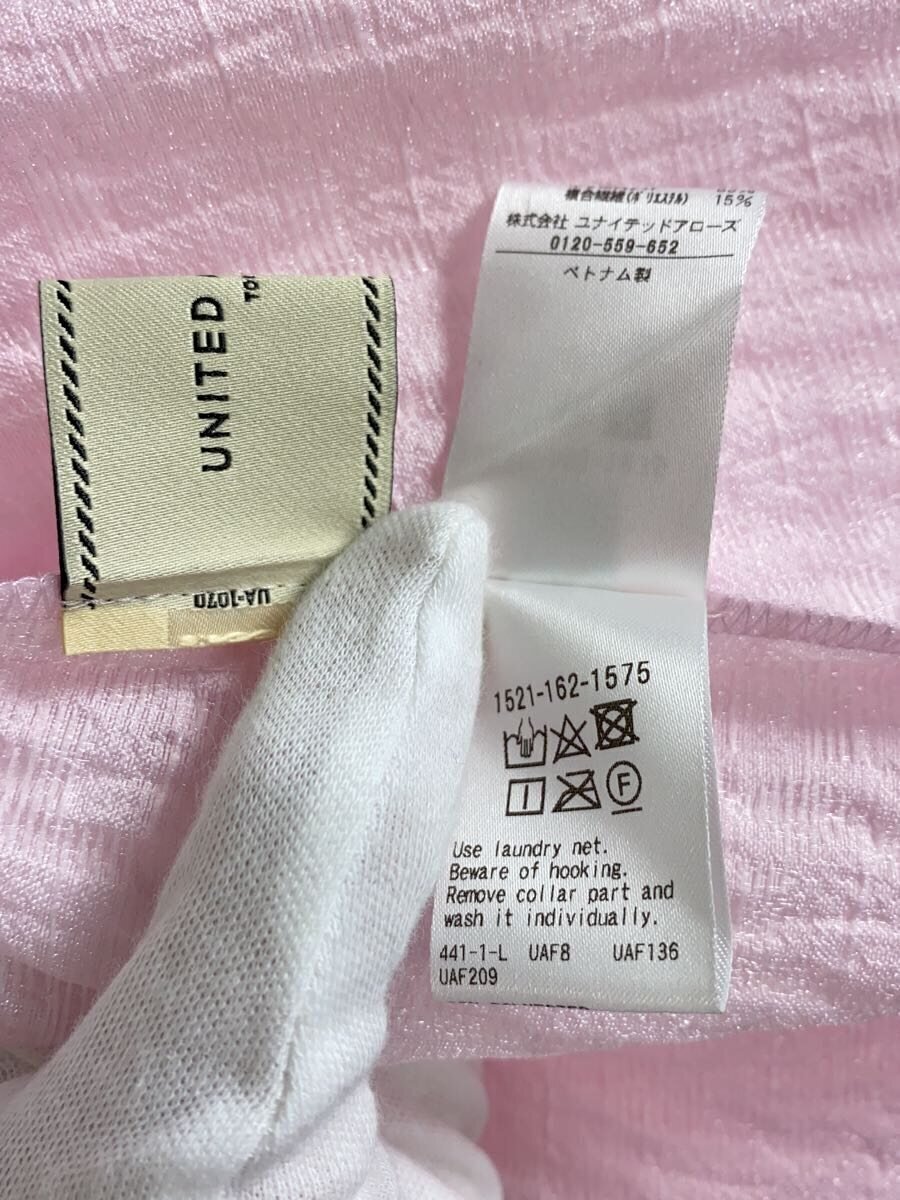 UNITED
UA-1070
複合繊維(ポリエステル) 15%
株式会社 ユナイテッドアローズ
0120-559-652
ベトナム製
1521-162-1575
F
Use laundry net.
Beware of hooking.
Remove collar part and
wash it individually.
441-1-L UAF8 UAF136
UAF209